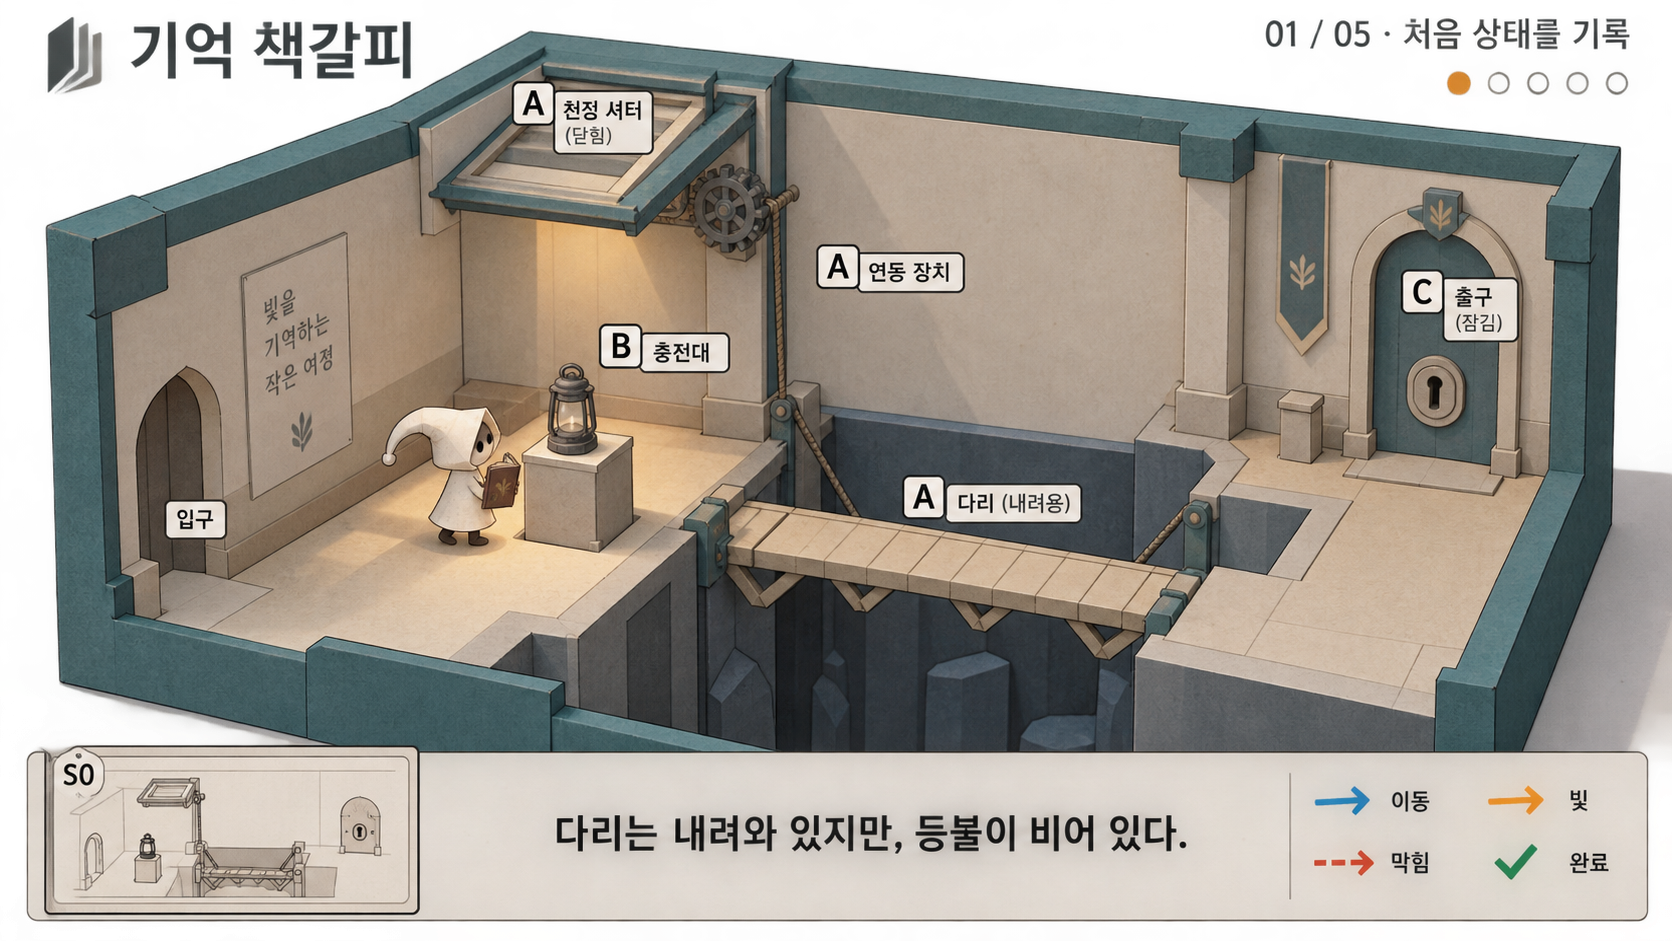 기억 책갈피
01 / 05 · 처음 상태를 기록
A 천정 셔터
(닫힘)
A 연동 장치
B 충전대
C 출구
(잠김)
빛을
기역하는
작은 여정
입구
A 다리 (내려용)
S0
다리는 내려와 있지만, 등불이 비어 있다.
이동
빛
막힘
완료